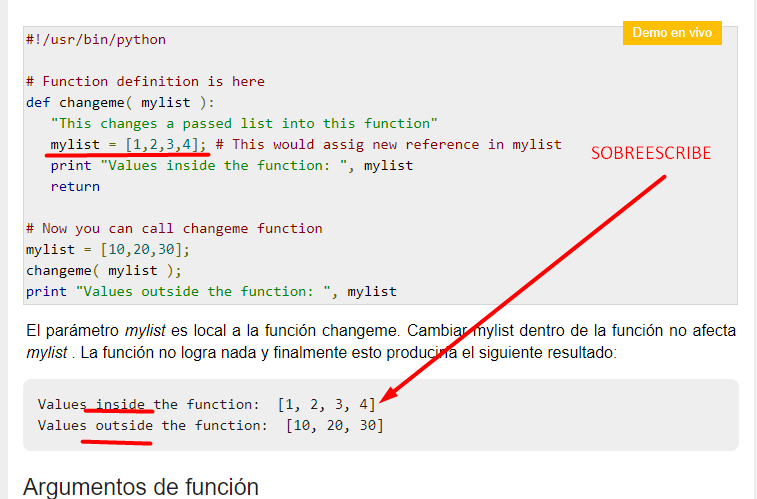 #!/usr/bin/python
Demo en vivo
# Function definition is here
def changeme( mylist ):
"This changes a passed list into this function"
mylist = [1,2,3,4]; # This would assig new reference in mylist
SOBREESCRIBE
print "Values inside the function: ", mylist
return
# Now you can call changeme function
mylist = [10,20,30];
changeme( mylist );
print "Values outside the function: ", mylist
El parámetro mylist es local a la función changeme. Cambiar mylist dentro de la función no afecta
mylist . La función no logra nada y finalmente esto produciría el siguiente resultado:
Values inside the function: [1, 2, 3, 4]
Values outside the function: [10, 20, 30]
Argumentos de función